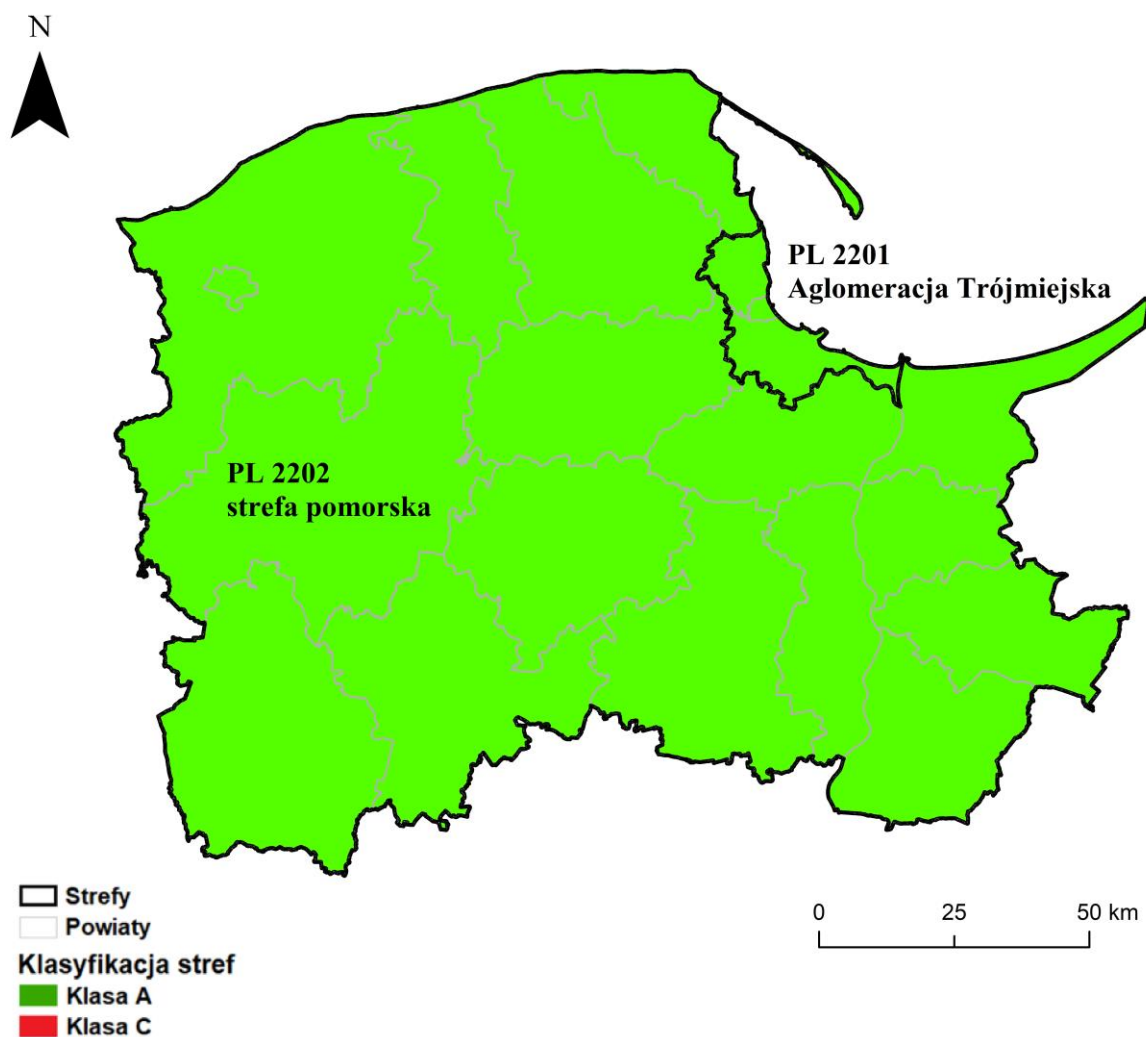 N
PL 2201
Aglomeracja Trójmiejska
PL 2202
strefa pomorska
Strefy
Powiaty
Klasyfikacja stref
Klasa A
Klasa C
0 25 50 km